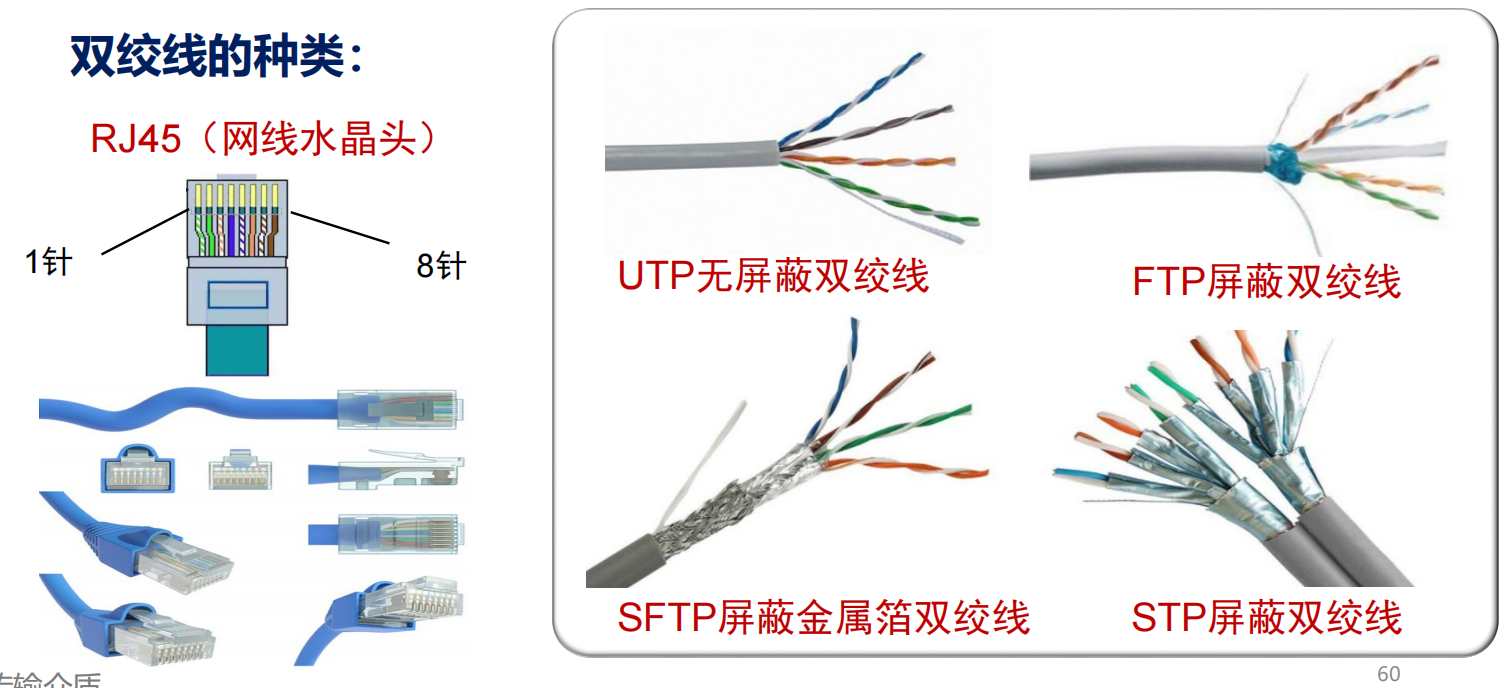 双绞线的种类：
RJ45（网线水晶头）
1针
8针
UTP无屏蔽双绞线
FTP屏蔽双绞线
SFTP屏蔽金属箔双绞线
STP屏蔽双绞线
传输介质
60